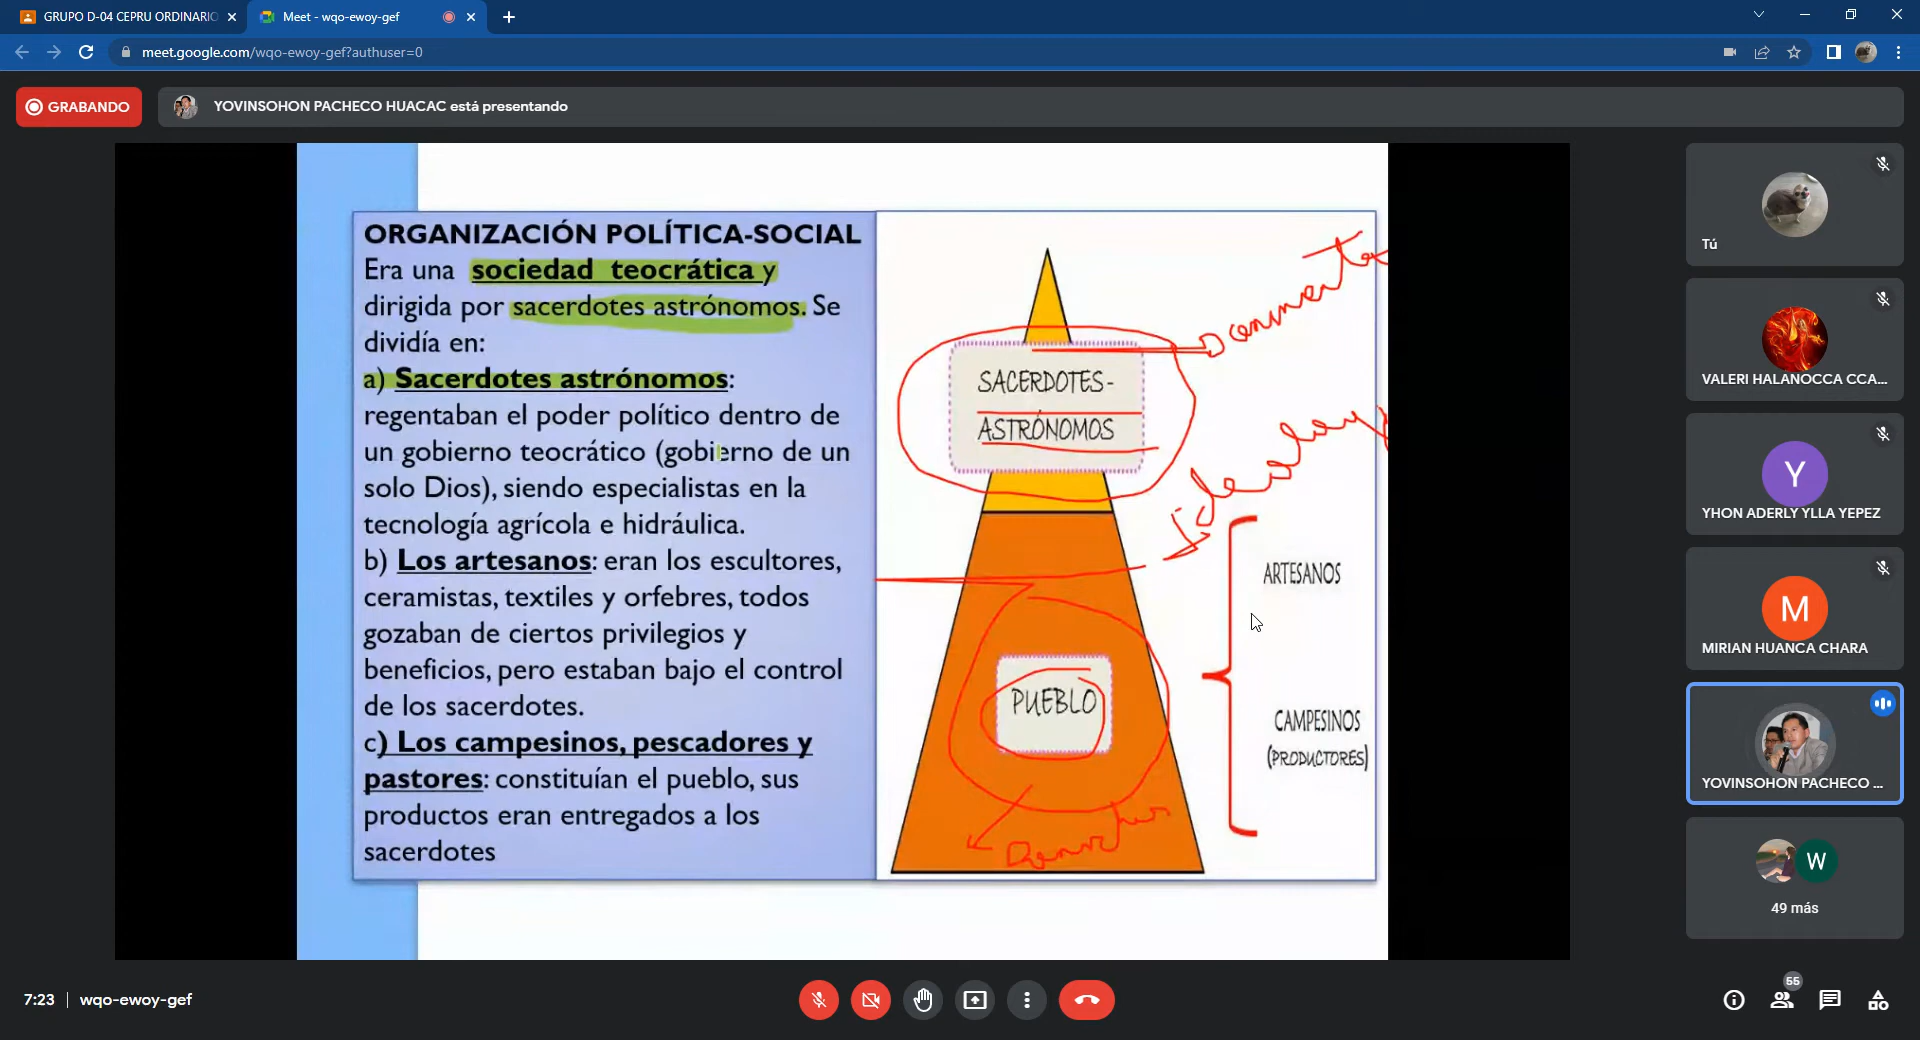 GRUPO D-04 CEPRU ORDINARIO
Meet - wqo-ewoy-gef
meet.google.com/wqo-ewoy-gef?authuser=0
GRABANDO
YOVINSOHON PACHECO HUACAC está presentando
ORGANIZACIÓN POLÍTICA-SOCIAL
Era una sociedad teocrática y
dirigida por sacerdotes astrónomos. Se
dividía en:
a) Sacerdotes astrónomos:
regentaban el poder político dentro de
un gobierno teocrático (gobierno de un
solo Dios), siendo especialistas en la
tecnología agrícola e hidráulica.
b) Los artesanos: eran los escultores,
ceramistas, textiles y orfebres, todos
gozaban de ciertos privilegios y
beneficios, pero estaban bajo el control
de los sacerdotes.
c) Los campesinos, pescadores y
pastores: constituían el pueblo, sus
productos eran entregados a los
sacerdotes
SACERDOTES-
ASTRÓNOMOS
PUEBLO
ARTESANOS
CAMPESINOS
(PRODUCTORES)
Tú
VALERI HALANOCCA CCA...
Y
YHON ADERLY YLLA YEPEZ
M
MIRIAN HUANCA CHARA
YOVINSOHON PACHECO ...
W
49 más
7:23
wqo-ewoy-gef
55